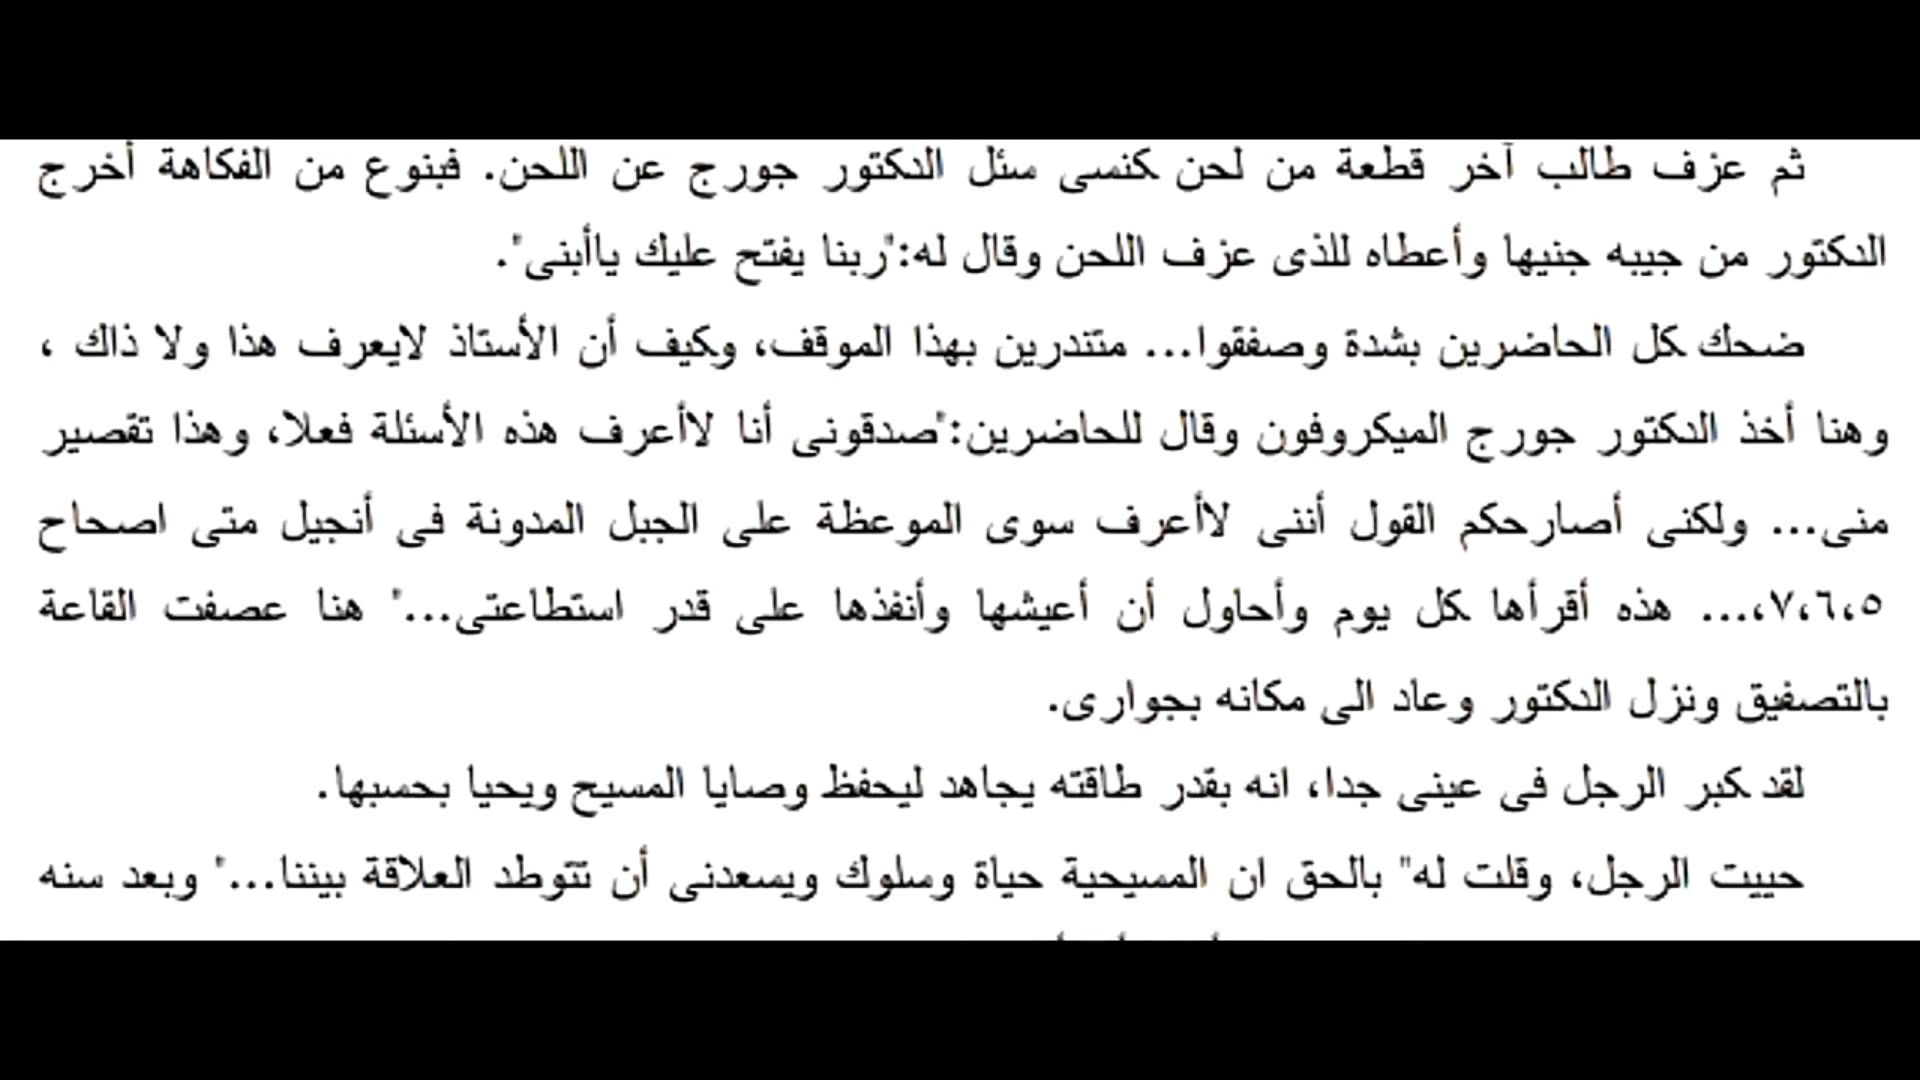 ثم عزف طالب آخر قطعة من لحن كنسى سئل الدكتور جورج عن اللحن. فبنوع من الفكاهة أخرج
الدكتور من جيبه جنيها وأعطاه للذى عزف اللحن وقال له:"ربنا يفتح عليك ياأبنى".
ضحك كل الحاضرين بشدة وصفقوا... متتدرين بهذا الموقف، وكيف أن الأستاذ لايعرف هذا ولا ذاك ،
وهنا أخذ الدكتور جورج الميكروفون وقال للحاضرين:"صدقونى أنا لاأعرف هذه الأسئلة فعلا، وهذا تقصير
منى... ولكنى أصارحكم القول أننى لاأعرف سوى الموعظة على الجبل المدونة فى أنجيل متى اصحاح
٧،٦،٥،... هذه أقرأها كل يوم وأحاول أن أعيشها وأنفذها على قدر استطاعتى..." هنا عصفت القاعة
بالتصفيق ونزل الدكتور وعاد الى مكانه بجوارى.
لقد كبر الرجل فى عينى جدا، انه بقدر طاقته يجاهد ليحفظ وصايا المسيح ويحيا بحسبها.
حييت الرجل، وقلت له" بالحق ان المسيحية حياة وسلوك ويسعدنى أن تتوطد العلاقة بيننا..." وبعد سنه